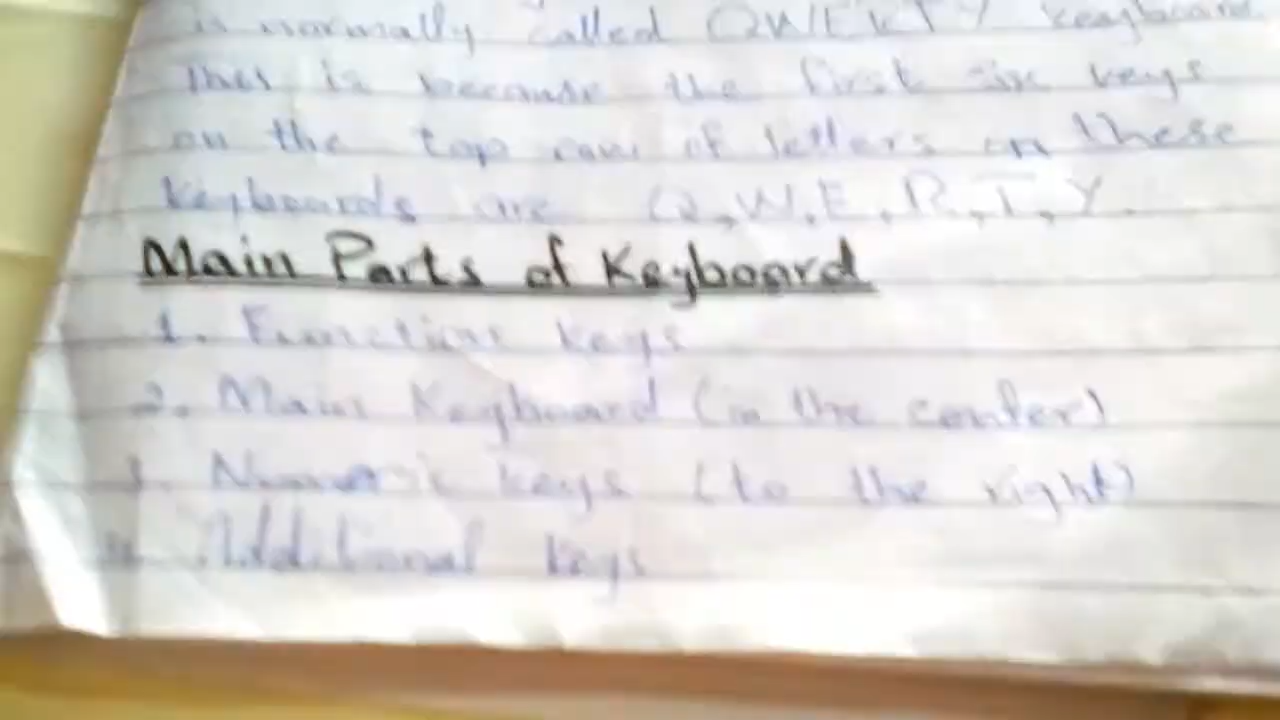 is normally called QWERTY keyboard
this is because the first six keys
on the top row of letters on these
keyboards are Q, W, E, R, T, Y.
Main Parts of Keyboard
1. Function keys
2. Main Keyboard (in the center)
3. Numeric keys (to the right)
4. Additional keys